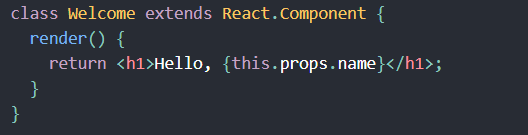 class Welcome extends React.Component {
  render() {
    return <h1>Hello, {this.props.name}</h1>;
  }
}